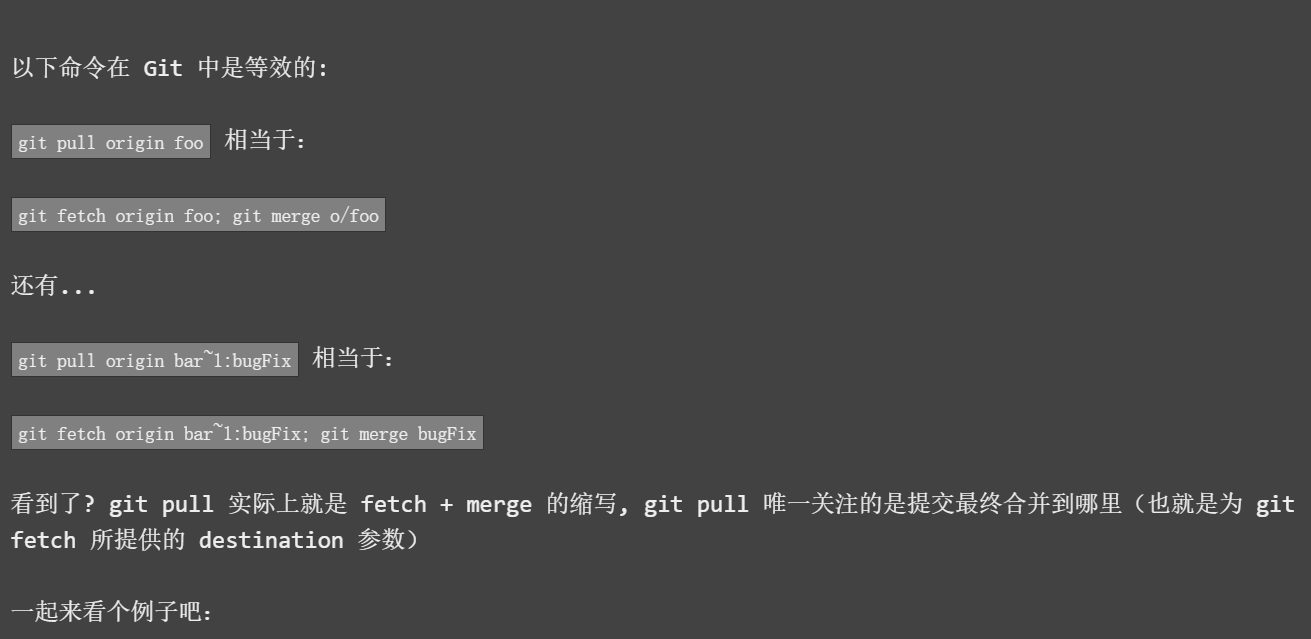 以下命令在 Git 中是等效的:
git pull origin foo 相当于：
git fetch origin foo; git merge o/foo
还有...
git pull origin bar~1:bugFix 相当于：
git fetch origin bar~1:bugFix; git merge bugFix
看到了? git pull 实际上就是 fetch + merge 的缩写, git pull 唯一关注的是提交最终合并到哪里（也就是为 git
fetch 所提供的 destination 参数）
一起来看个例子吧：